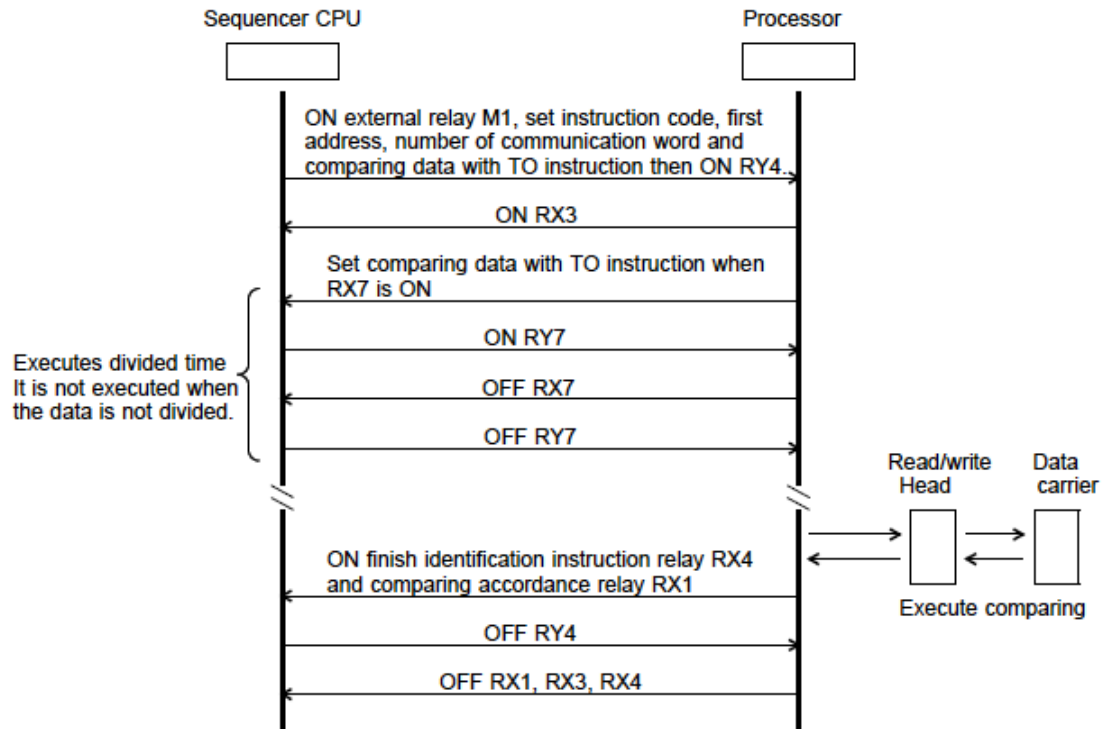 Sequencer CPU
Processor
ON external relay M1, set instruction code, first
address, number of communication word and
comparing data with TO instruction then ON RY4..
ON RX3
Set comparing data with TO instruction when
RX7 is ON
ON RY7
Executes divided time
It is not executed when
the data is not divided.
OFF RX7
OFF RY7
Read/write
Head
Data
carrier
ON finish identification instruction relay RX4
and comparing accordance relay RX1
Execute comparing
OFF RY4
OFF RX1, RX3, RX4